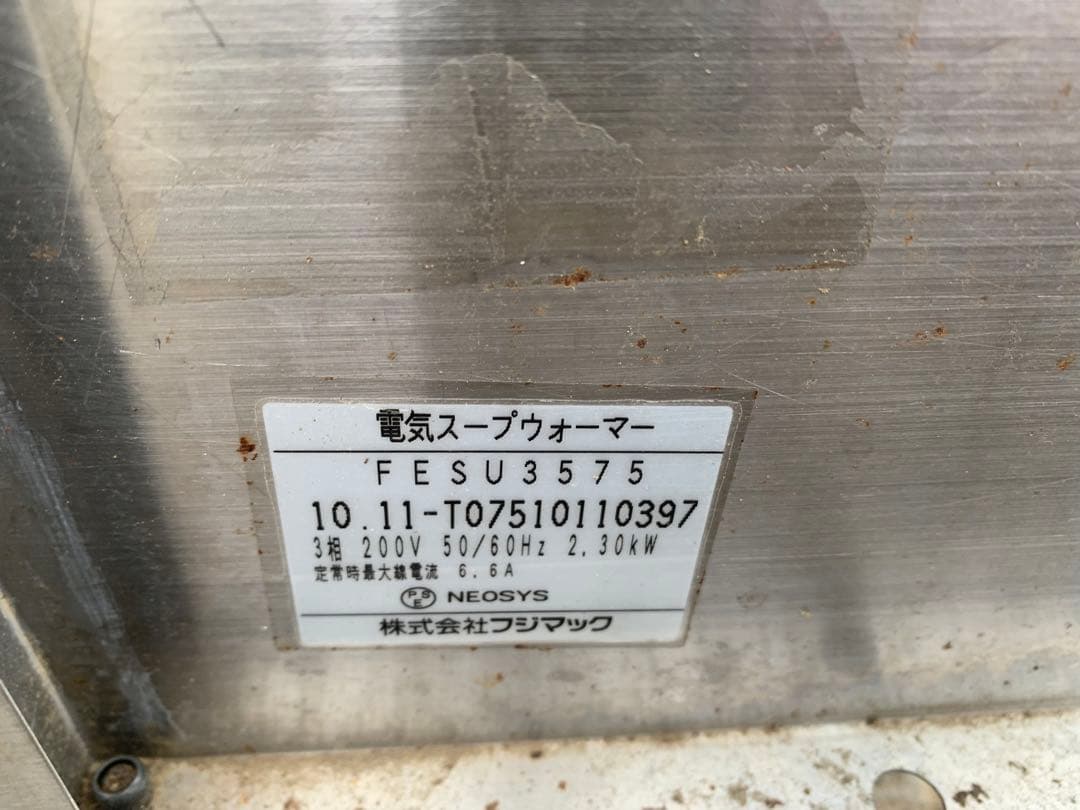 電気スープウォーマー
FESU3575
10.11-T07510110397
3相 200V 50/60Hz 2.30kW
定常時最大線電流 6.6A
PSE NEOSYS
株式会社フジマック